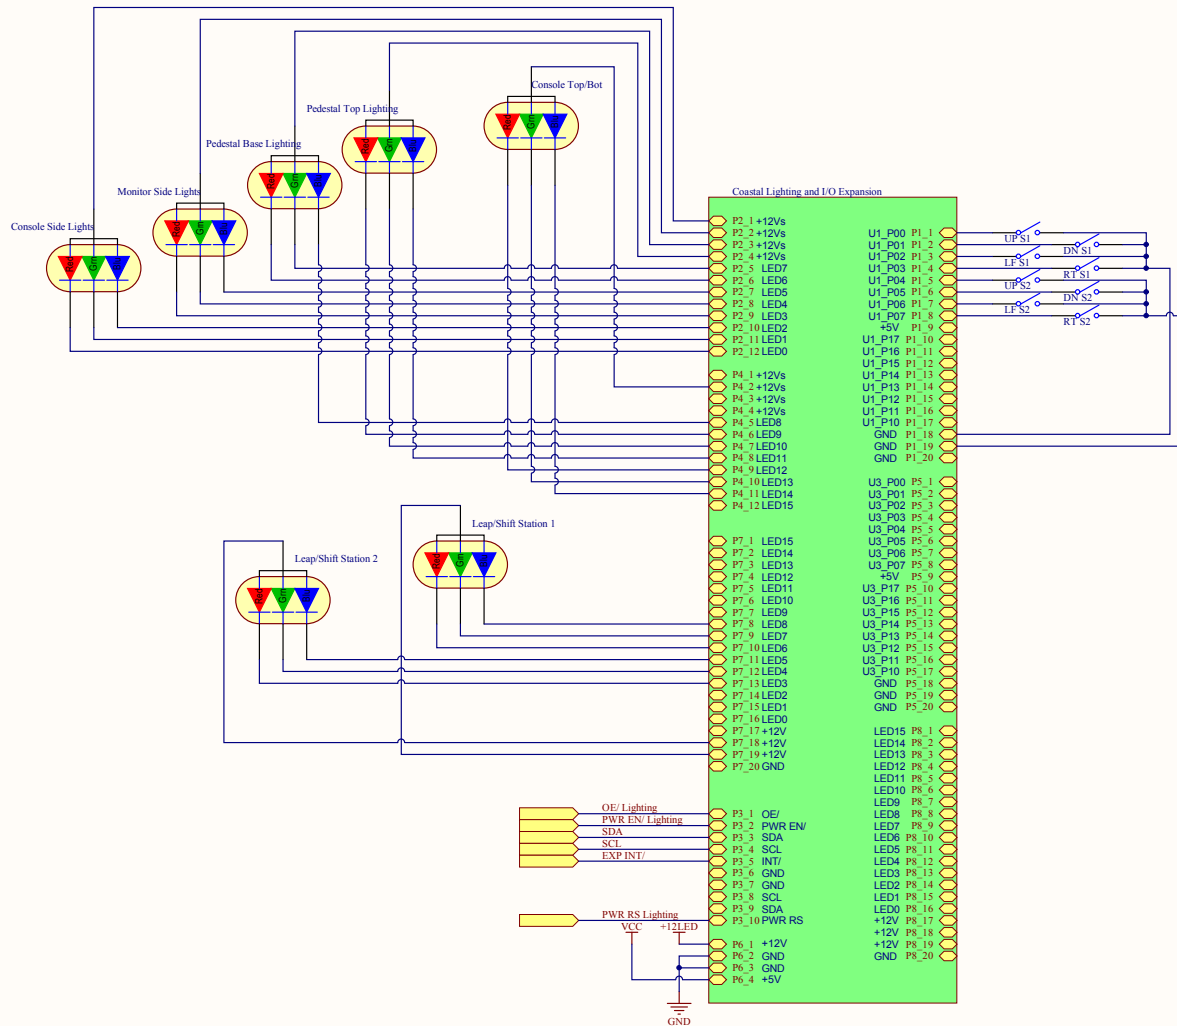 Console Top/Bot
Pedestal Top Lighting
Pedestal Base Lighting
Monitor Side Lights
Console Side Lights
Red Grn Blu
Red Grn
Red Grn
Red Grn
Red Grn
Coastal Lighting and I/O Expansion
P2_1 +12Vs
P2_2 +12Vs
P2_3 +12Vs
P2_4 +12Vs
P2_5 LED7
P2_6 LED6
P2_7 LED5
P2_8 LED4
P2_9 LED3
P2_10 LED2
P2_11 LED1
P2_12 LED0
P4_1 +12Vs
P4_2 +12Vs
P4_3 +12Vs
P4_4 +12Vs
P4_5 LED8
P4_6 LED9
P4_7 LED10
P4_8 LED11
P4_9 LED12
P4_10 LED13
P4_11 LED14
P4_12 LED15
Leap/Shift Station 1
Leap/Shift Station 2
Red Grn
Red Grn
P7_1 LED15
P7_2 LED14
P7_3 LED13
P7_4 LED12
P7_5 LED11
P7_6 LED10
P7_7 LED9
P7_8 LED8
P7_9 LED7
P7_10 LED6
P7_11 LED5
P7_12 LED4
P7_13 LED3
P7_14 LED2
P7_15 LED1
P7_16 LED0
P7_17 +12V
P7_18 +12V
P7_19 +12V
P7_20 GND
OE/ Lighting P3_1 OE/
PWR EN/ Lighting P3_2 PWR EN/
SDA P3_3 SDA
SCL P3_4 SCL
EXP INT/ P3_5 INT/
P3_6 GND
P3_7 GND
P3_8 SCL
P3_9 SDA
PWR RS Lighting P3_10 PWR RS
VCC +12LED
P6_1 +12V
P6_2 GND
P6_3 GND
P6_4 +5V
GND
U1_P00 P1_1
U1_P01 P1_2
U1_P02 P1_3
U1_P03 P1_4
U1_P04 P1_5
U1_P05 P1_6
U1_P06 P1_7
U1_P07 P1_8
+5V P1_9
U1_P17 P1_10
U1_P16 P1_11
U1_P15 P1_12
U1_P14 P1_13
U1_P13 P1_14
U1_P12 P1_15
U1_P11 P1_16
U1_P10 P1_17
GND P1_18
GND P1_19
GND P1_20
UP S1
DN S1
LF S1
RT S1
UP S2
DN S2
LF S2
RT S2
U3_P00 P5_1
U3_P01 P5_2
U3_P02 P5_3
U3_P03 P5_4
U3_P04 P5_5
U3_P05 P5_6
U3_P06 P5_7
U3_P07 P5_8
+5V P5_9
U3_P17 P5_10
U3_P16 P5_11
U3_P15 P5_12
U3_P14 P5_13
U3_P13 P5_14
U3_P12 P5_15
U3_P11 P5_16
U3_P10 P5_17
GND P5_18
GND P5_19
GND P5_20
LED15 P8_1
LED14 P8_2
LED13 P8_3
LED12 P8_4
LED11 P8_5
LED10 P8_6
LED9 P8_7
LED8 P8_8
LED7 P8_9
LED6 P8_10
LED5 P8_11
LED4 P8_12
LED3 P8_13
LED2 P8_14
LED1 P8_15
LED0 P8_16
+12V P8_17
+12V P8_18
+12V P8_19
GND P8_20